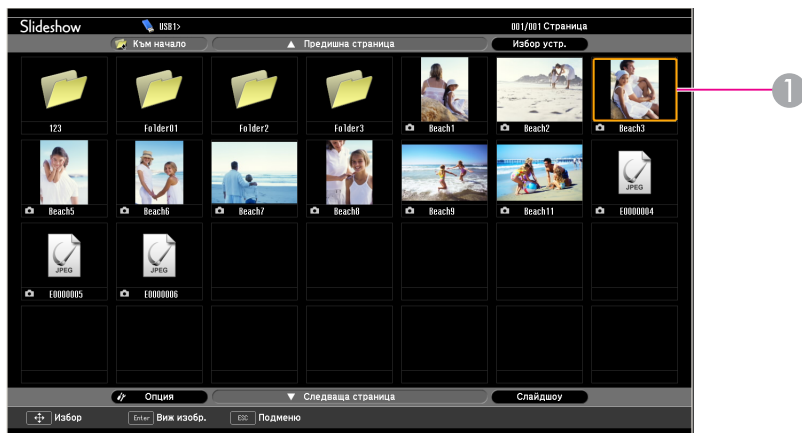 Slideshow USB1> 001/001 Страница
Към начало ▲ Предишна страница Избор устр.
123 Folder01 Folder2 Folder3 Beach1 Beach2 Beach3
1
JPEG
Beach5 Beach6 Beach7 Beach8 Beach9 Beach11 E0000004
JPEG JPEG
E0000005 E0000006
Опция ▼ Следваща страница Слайдшоу
Избор Enter Виж изобр. ESC Подменю